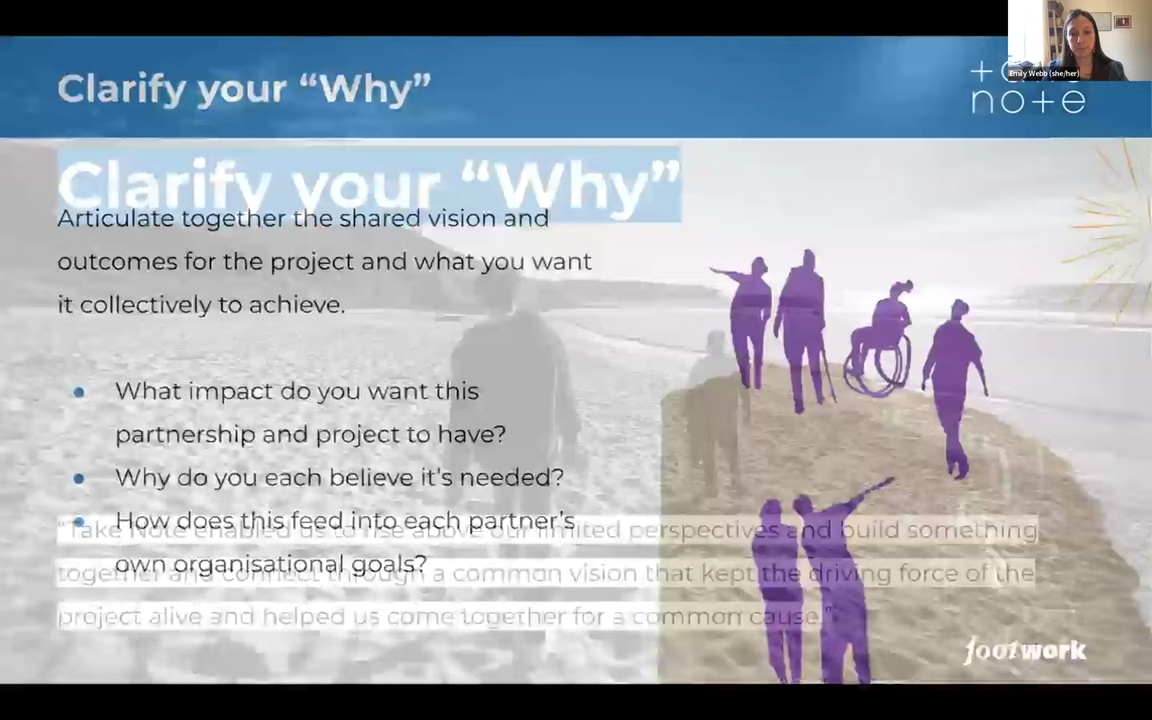 Emily Webb (she/her)
Clarify your “Why”
no+e
Clarify your “Why”
Articulate together the shared vision and
outcomes for the project and what you want
it collectively to achieve.
• What impact do you want this
partnership and project to have?
• Why do you each believe it’s needed?
• How does this feed into each partner’s
own organisational goals?
“Take Note enabled us to rise above our limited perspectives and build something
together and connect through a common vision that kept the driving force of the
project alive and helped us come together for a common cause.”
footwork